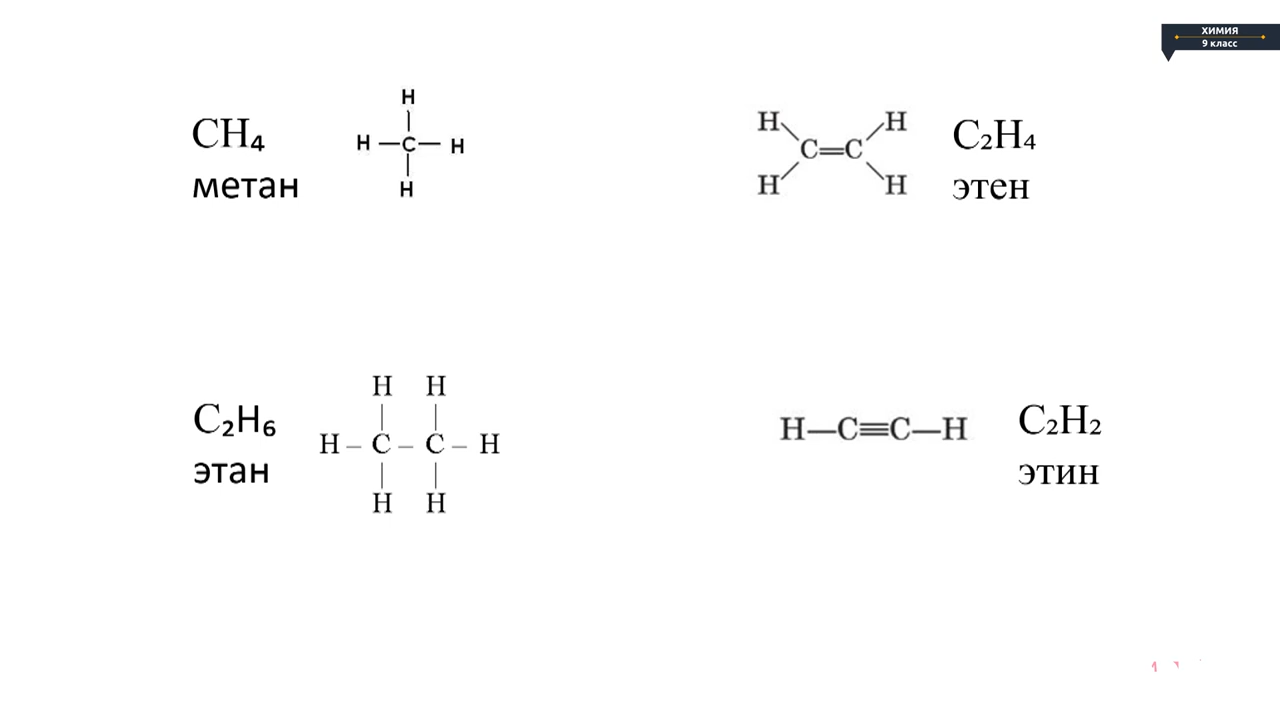 ХИМИЯ
9 класс
CH₄
метан
H
H — C — H
H
H H
C=C
H H
C₂H₄
этен
C₂H₆
этан
H H
H – C – C – H
H H
H—C≡C—H
C₂H₂
этин